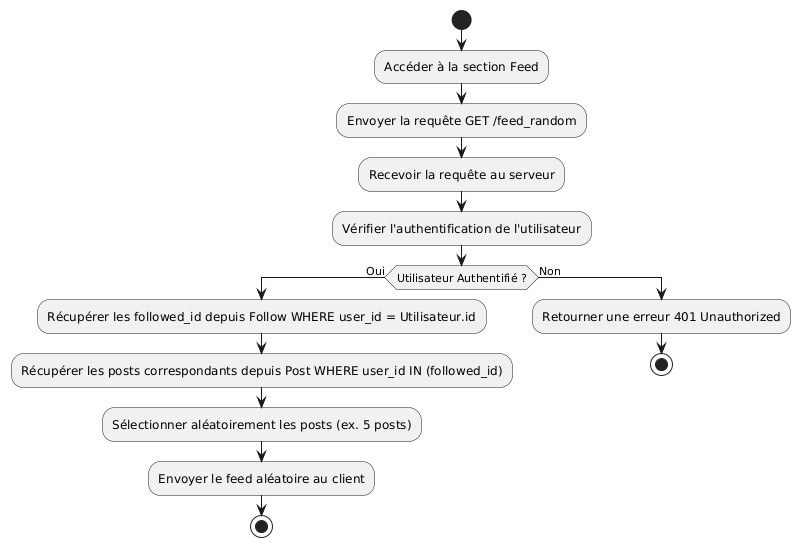 Accéder à la section Feed
Envoyer la requête GET /feed_random
Recevoir la requête au serveur
Vérifier l'authentification de l'utilisateur
Oui
Utilisateur Authentifié ?
Non
Récupérer les followed_id depuis Follow WHERE user_id = Utilisateur.id
Retourner une erreur 401 Unauthorized
Récupérer les posts correspondants depuis Post WHERE user_id IN (followed_id)
Sélectionner aléatoirement les posts (ex. 5 posts)
Envoyer le feed aléatoire au client